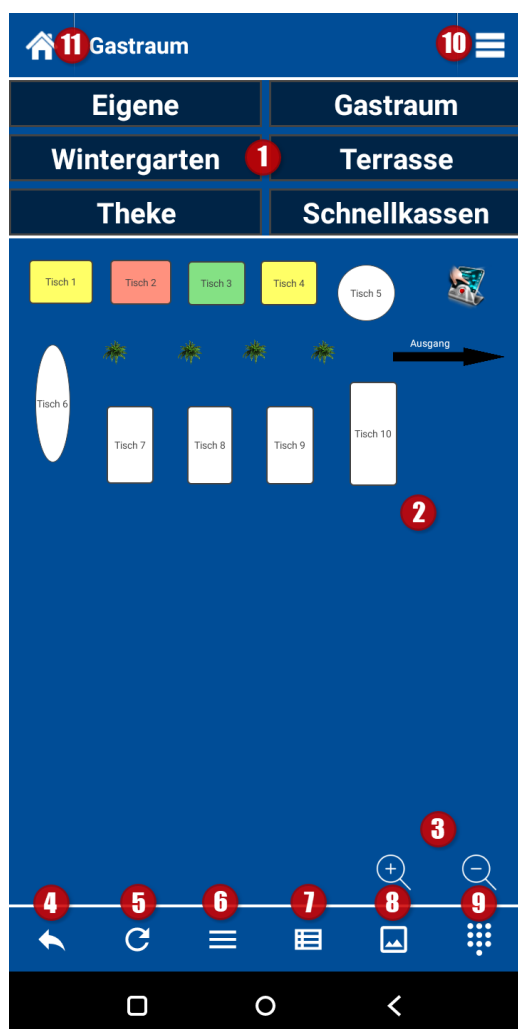 11 Gastraum 10
Eigene Gastraum
Wintergarten 1 Terrasse
Theke Schnellkassen
Tisch 1 Tisch 2 Tisch 3 Tisch 4 Tisch 5
Ausgang
Tisch 6
Tisch 7 Tisch 8 Tisch 9 Tisch 10
2
3
4 5 6 7 8 9